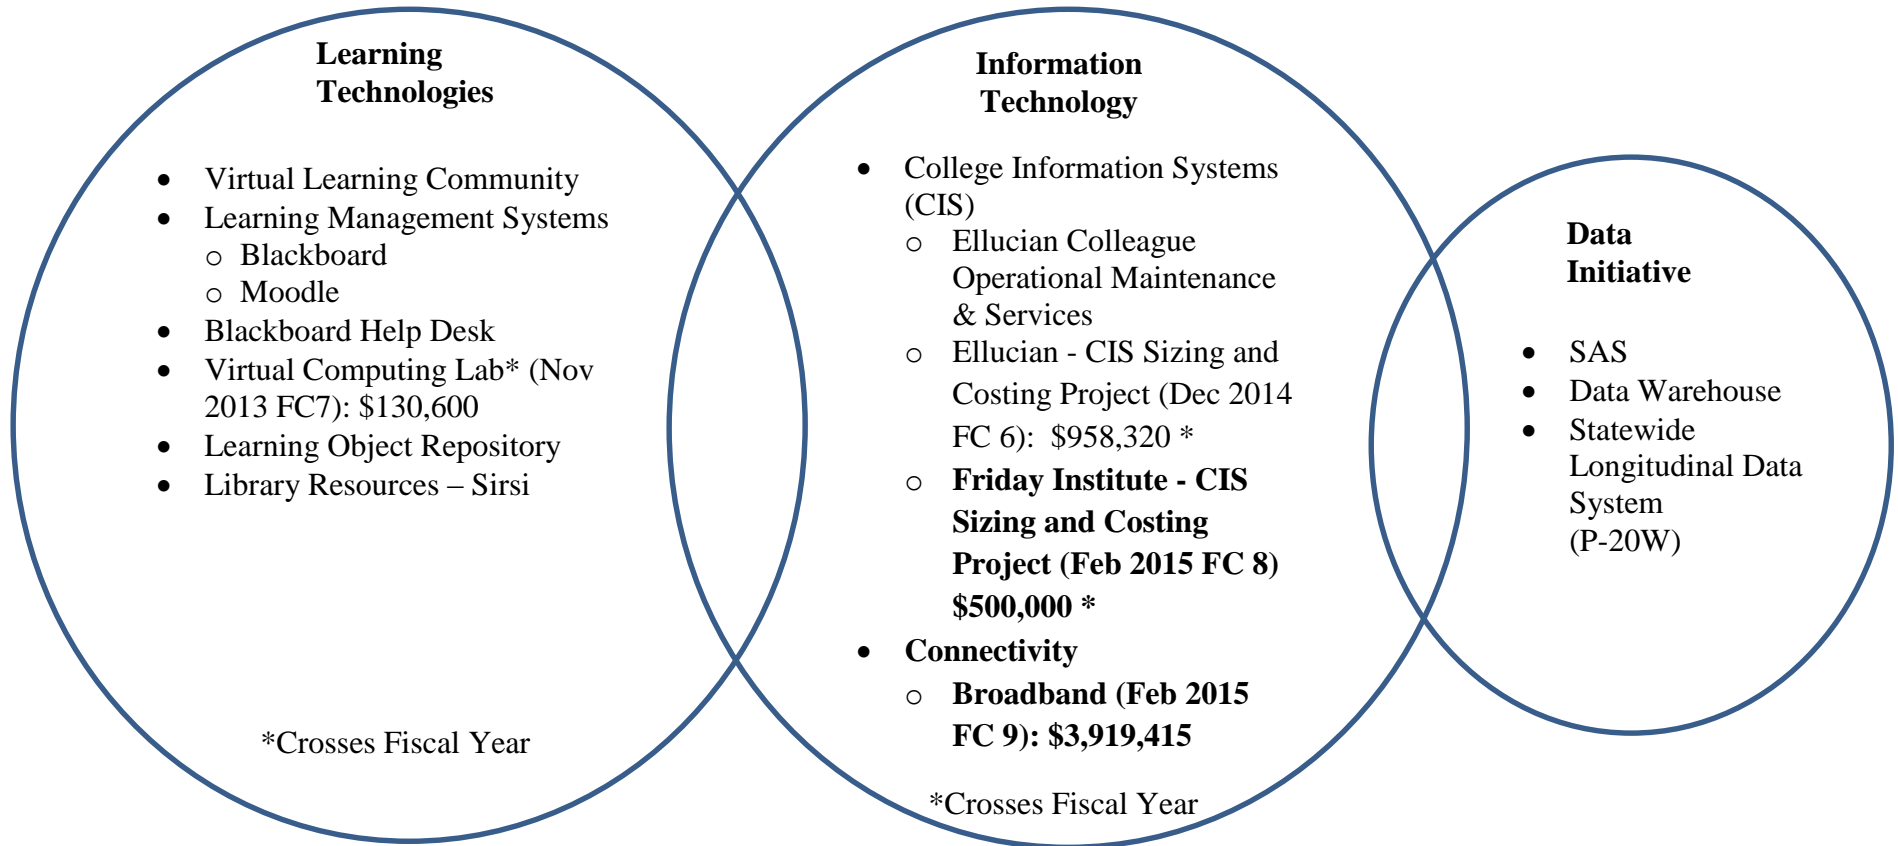 Learning
Technologies
• Virtual Learning Community
• Learning Management Systems
o Blackboard
o Moodle
• Blackboard Help Desk
• Virtual Computing Lab* (Nov
2013 FC7): $130,600
• Learning Object Repository
• Library Resources – Sirsi
*Crosses Fiscal Year
Information
Technology
• College Information Systems
(CIS)
o Ellucian Colleague
Operational Maintenance
& Services
o Ellucian - CIS Sizing and
Costing Project (Dec 2014
FC 6): $958,320 *
o Friday Institute - CIS
Sizing and Costing
Project (Feb 2015 FC 8)
$500,000 *
• Connectivity
o Broadband (Feb 2015
FC 9): $3,919,415
*Crosses Fiscal Year
Data
Initiative
• SAS
• Data Warehouse
• Statewide
Longitudinal Data
System
(P-20W)